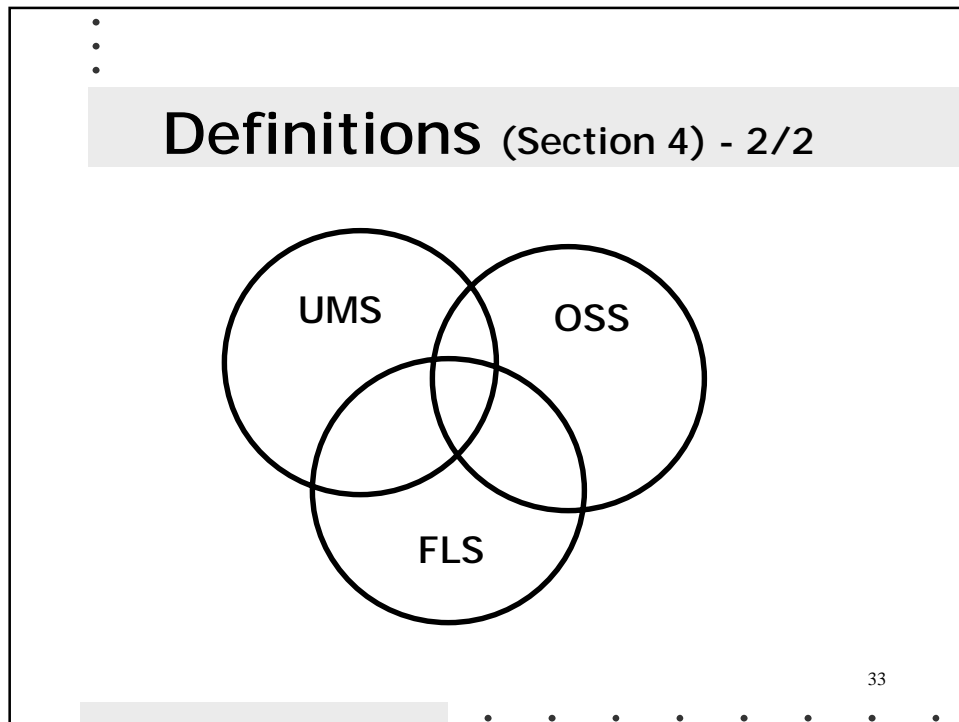 Definitions (Section 4) - 2/2
UMS
OSS
FLS
33